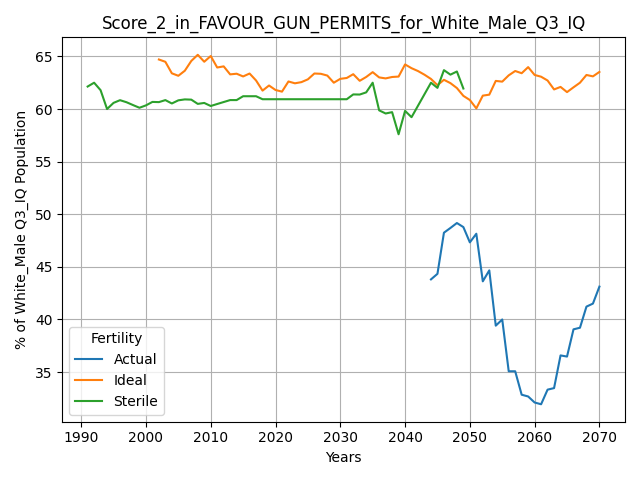 Score_2_in_FAVOUR_GUN_PERMITS_for_White_Male_Q3_IQ
% of White_Male Q3_IQ Population
65
60
55
50
45
40
35
Fertility
Actual
Ideal
Sterile
1990 2000 2010 2020 2030 2040 2050 2060 2070
Years